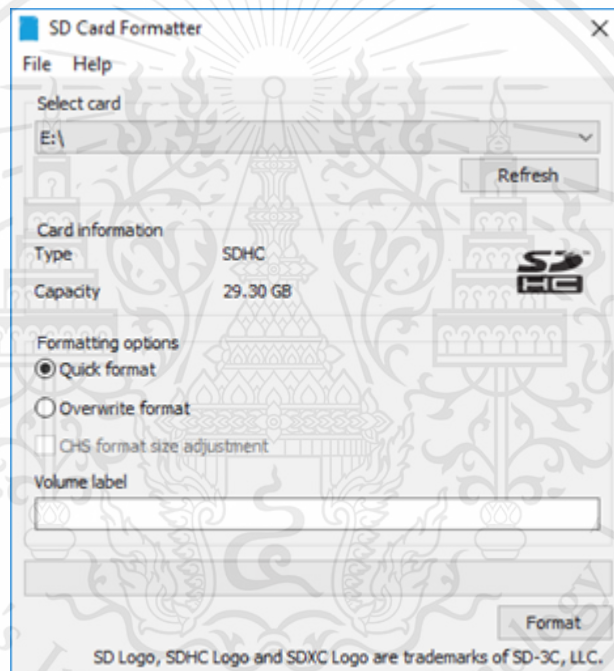 SD Card Formatter
File Help
Select card
E:\
Refresh
Card information
Type SDHC
Capacity 29.30 GB
SD
HC
Formatting options
Quick format
Overwrite format
CHS format size adjustment
Volume label
Format
SD Logo, SDHC Logo and SDXC Logo are trademarks of SD-3C, LLC.